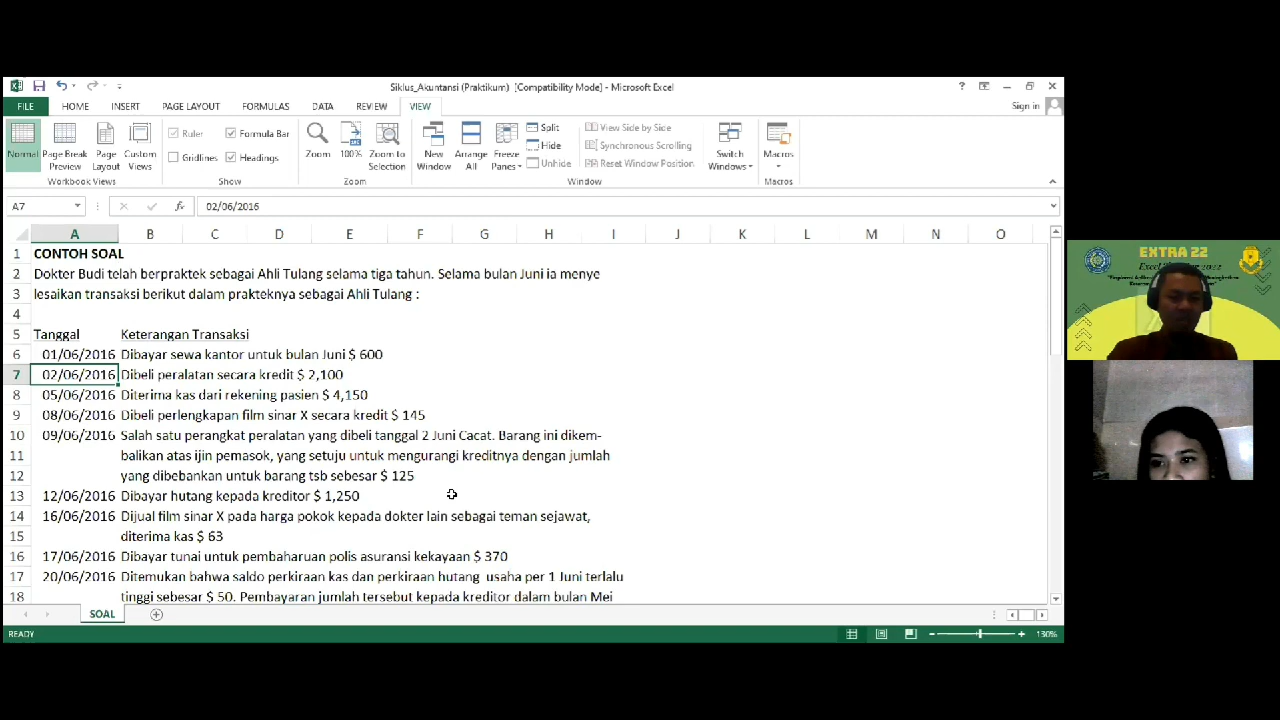 Siklus_Akuntansi (Praktikum) [Compatibility Mode] - Microsoft Excel
FILE HOME INSERT PAGE LAYOUT FORMULAS DATA REVIEW VIEW Sign in
Normal
Page Break Preview
Page Layout
Custom Views
Workbook Views
Ruler
Formula Bar
Gridlines
Headings
Show
Zoom
100%
Zoom to Selection
Zoom
New Window
Arrange All
Freeze Panes
Split
Hide
Unhide
View Side by Side
Synchronous Scrolling
Reset Window Position
Window
Switch Windows
Macros
Macros
A7 fx 02/06/2016
A B C D E F G H I J K L M N O
1 CONTOH SOAL
2 Dokter Budi telah berpraktek sebagai Ahli Tulang selama tiga tahun. Selama bulan Juni ia menye
3 lesaikan transaksi berikut dalam prakteknya sebagai Ahli Tulang :
4
5 Tanggal Keterangan Transaksi
6 01/06/2016 Dibayar sewa kantor untuk bulan Juni $ 600
7 02/06/2016 Dibeli peralatan secara kredit $ 2,100
8 05/06/2016 Diterima kas dari rekening pasien $ 4,150
9 08/06/2016 Dibeli perlengkapan film sinar X secara kredit $ 145
10 09/06/2016 Salah satu perangkat peralatan yang dibeli tanggal 2 Juni Cacat. Barang ini dikem-
11 balikan atas ijin pemasok, yang setuju untuk mengurangi kreditnya dengan jumlah
12 yang dibebankan untuk barang tsb sebesar $ 125
13 12/06/2016 Dibayar hutang kepada kreditor $ 1,250
14 16/06/2016 Dijual film sinar X pada harga pokok kepada dokter lain sebagai teman sejawat,
15 diterima kas $ 63
16 17/06/2016 Dibayar tunai untuk pembaharuan polis asuransi kekayaan $ 370
17 20/06/2016 Ditemukan bahwa saldo perkiraan kas dan perkiraan hutang usaha per 1 Juni terlalu
18 tinggi sebesar $ 50. Pembayaran jumlah tersebut kepada kreditor dalam bulan Mei
SOAL
READY 130%
EXTRA 22